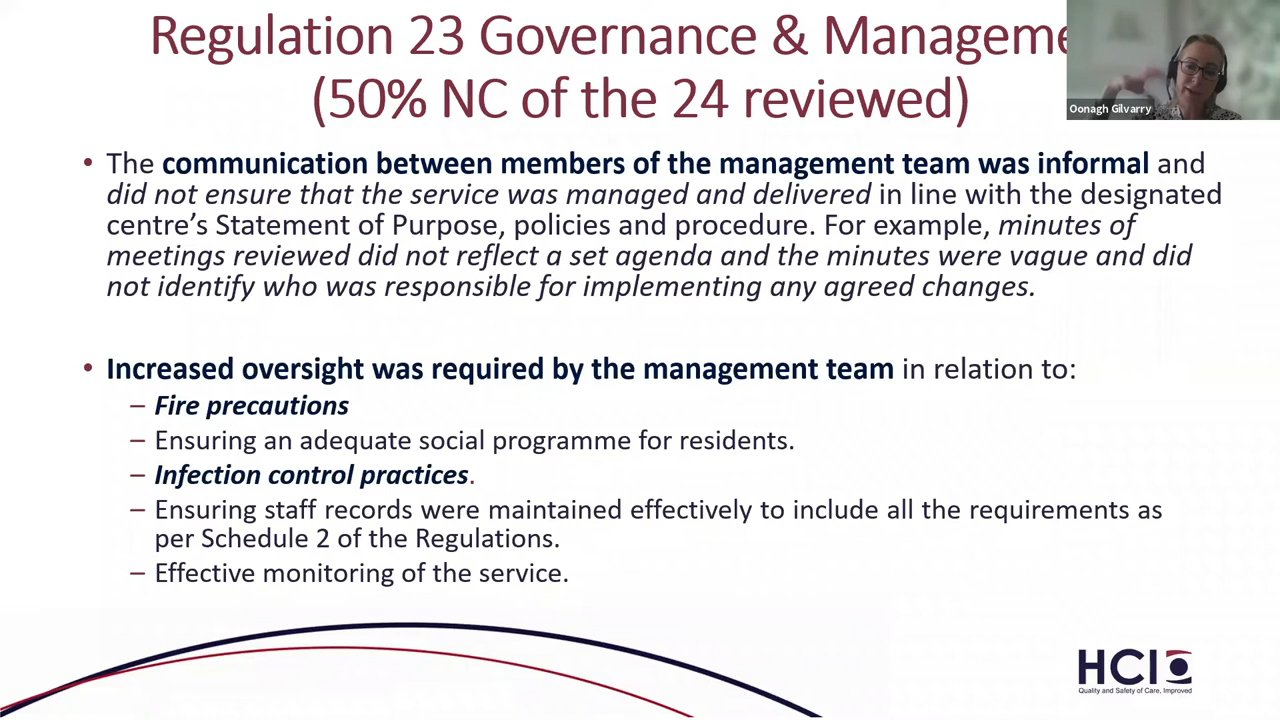 Regulation 23 Governance & Manageme
(50% NC of the 24 reviewed)
Oonagh Gilvarry
• The communication between members of the management team was informal and
did not ensure that the service was managed and delivered in line with the designated
centre’s Statement of Purpose, policies and procedure. For example, minutes of
meetings reviewed did not reflect a set agenda and the minutes were vague and did
not identify who was responsible for implementing any agreed changes.
• Increased oversight was required by the management team in relation to:
– Fire precautions
– Ensuring an adequate social programme for residents.
– Infection control practices.
– Ensuring staff records were maintained effectively to include all the requirements as
per Schedule 2 of the Regulations.
– Effective monitoring of the service.
HCI
Quality and Safety of Care, Improved